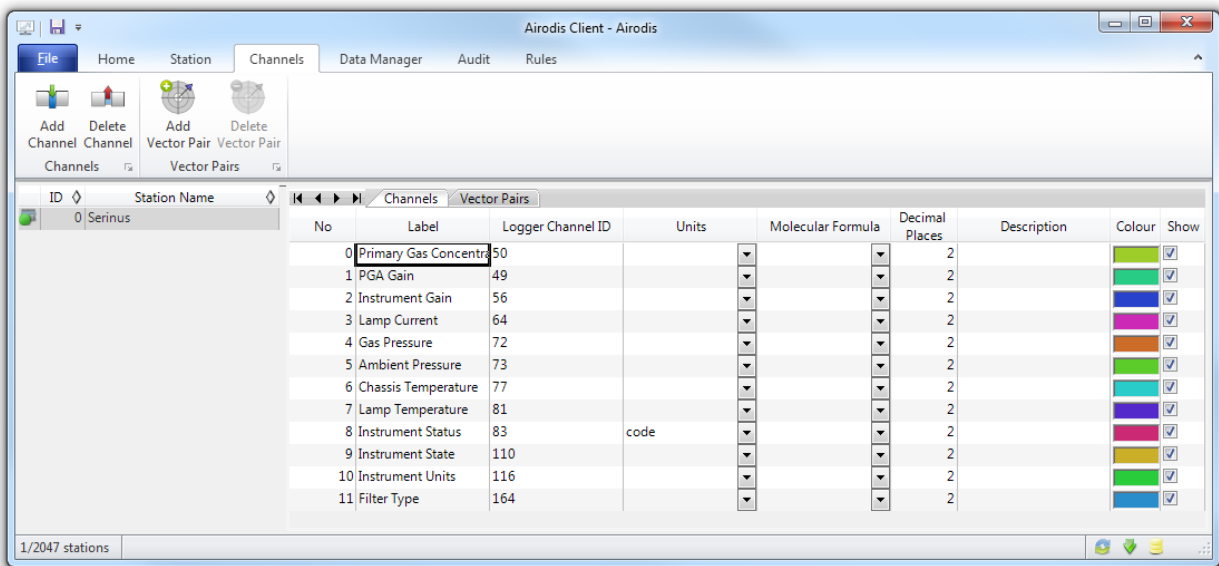 Airodis Client - Airodis
File Home Station Channels Data Manager Audit Rules
Add Channel Delete Channel Add Vector Pair Delete Vector Pair
Channels Vector Pairs
ID Station Name
0 Serinus
Channels Vector Pairs
No Label Logger Channel ID Units Molecular Formula Decimal Places Description Colour Show
0 Primary Gas Concentra 50 2
1 PGA Gain 49 2
2 Instrument Gain 56 2
3 Lamp Current 64 2
4 Gas Pressure 72 2
5 Ambient Pressure 73 2
6 Chassis Temperature 77 2
7 Lamp Temperature 81 2
8 Instrument Status 83 code 2
9 Instrument State 110 2
10 Instrument Units 116 2
11 Filter Type 164 2
1/2047 stations